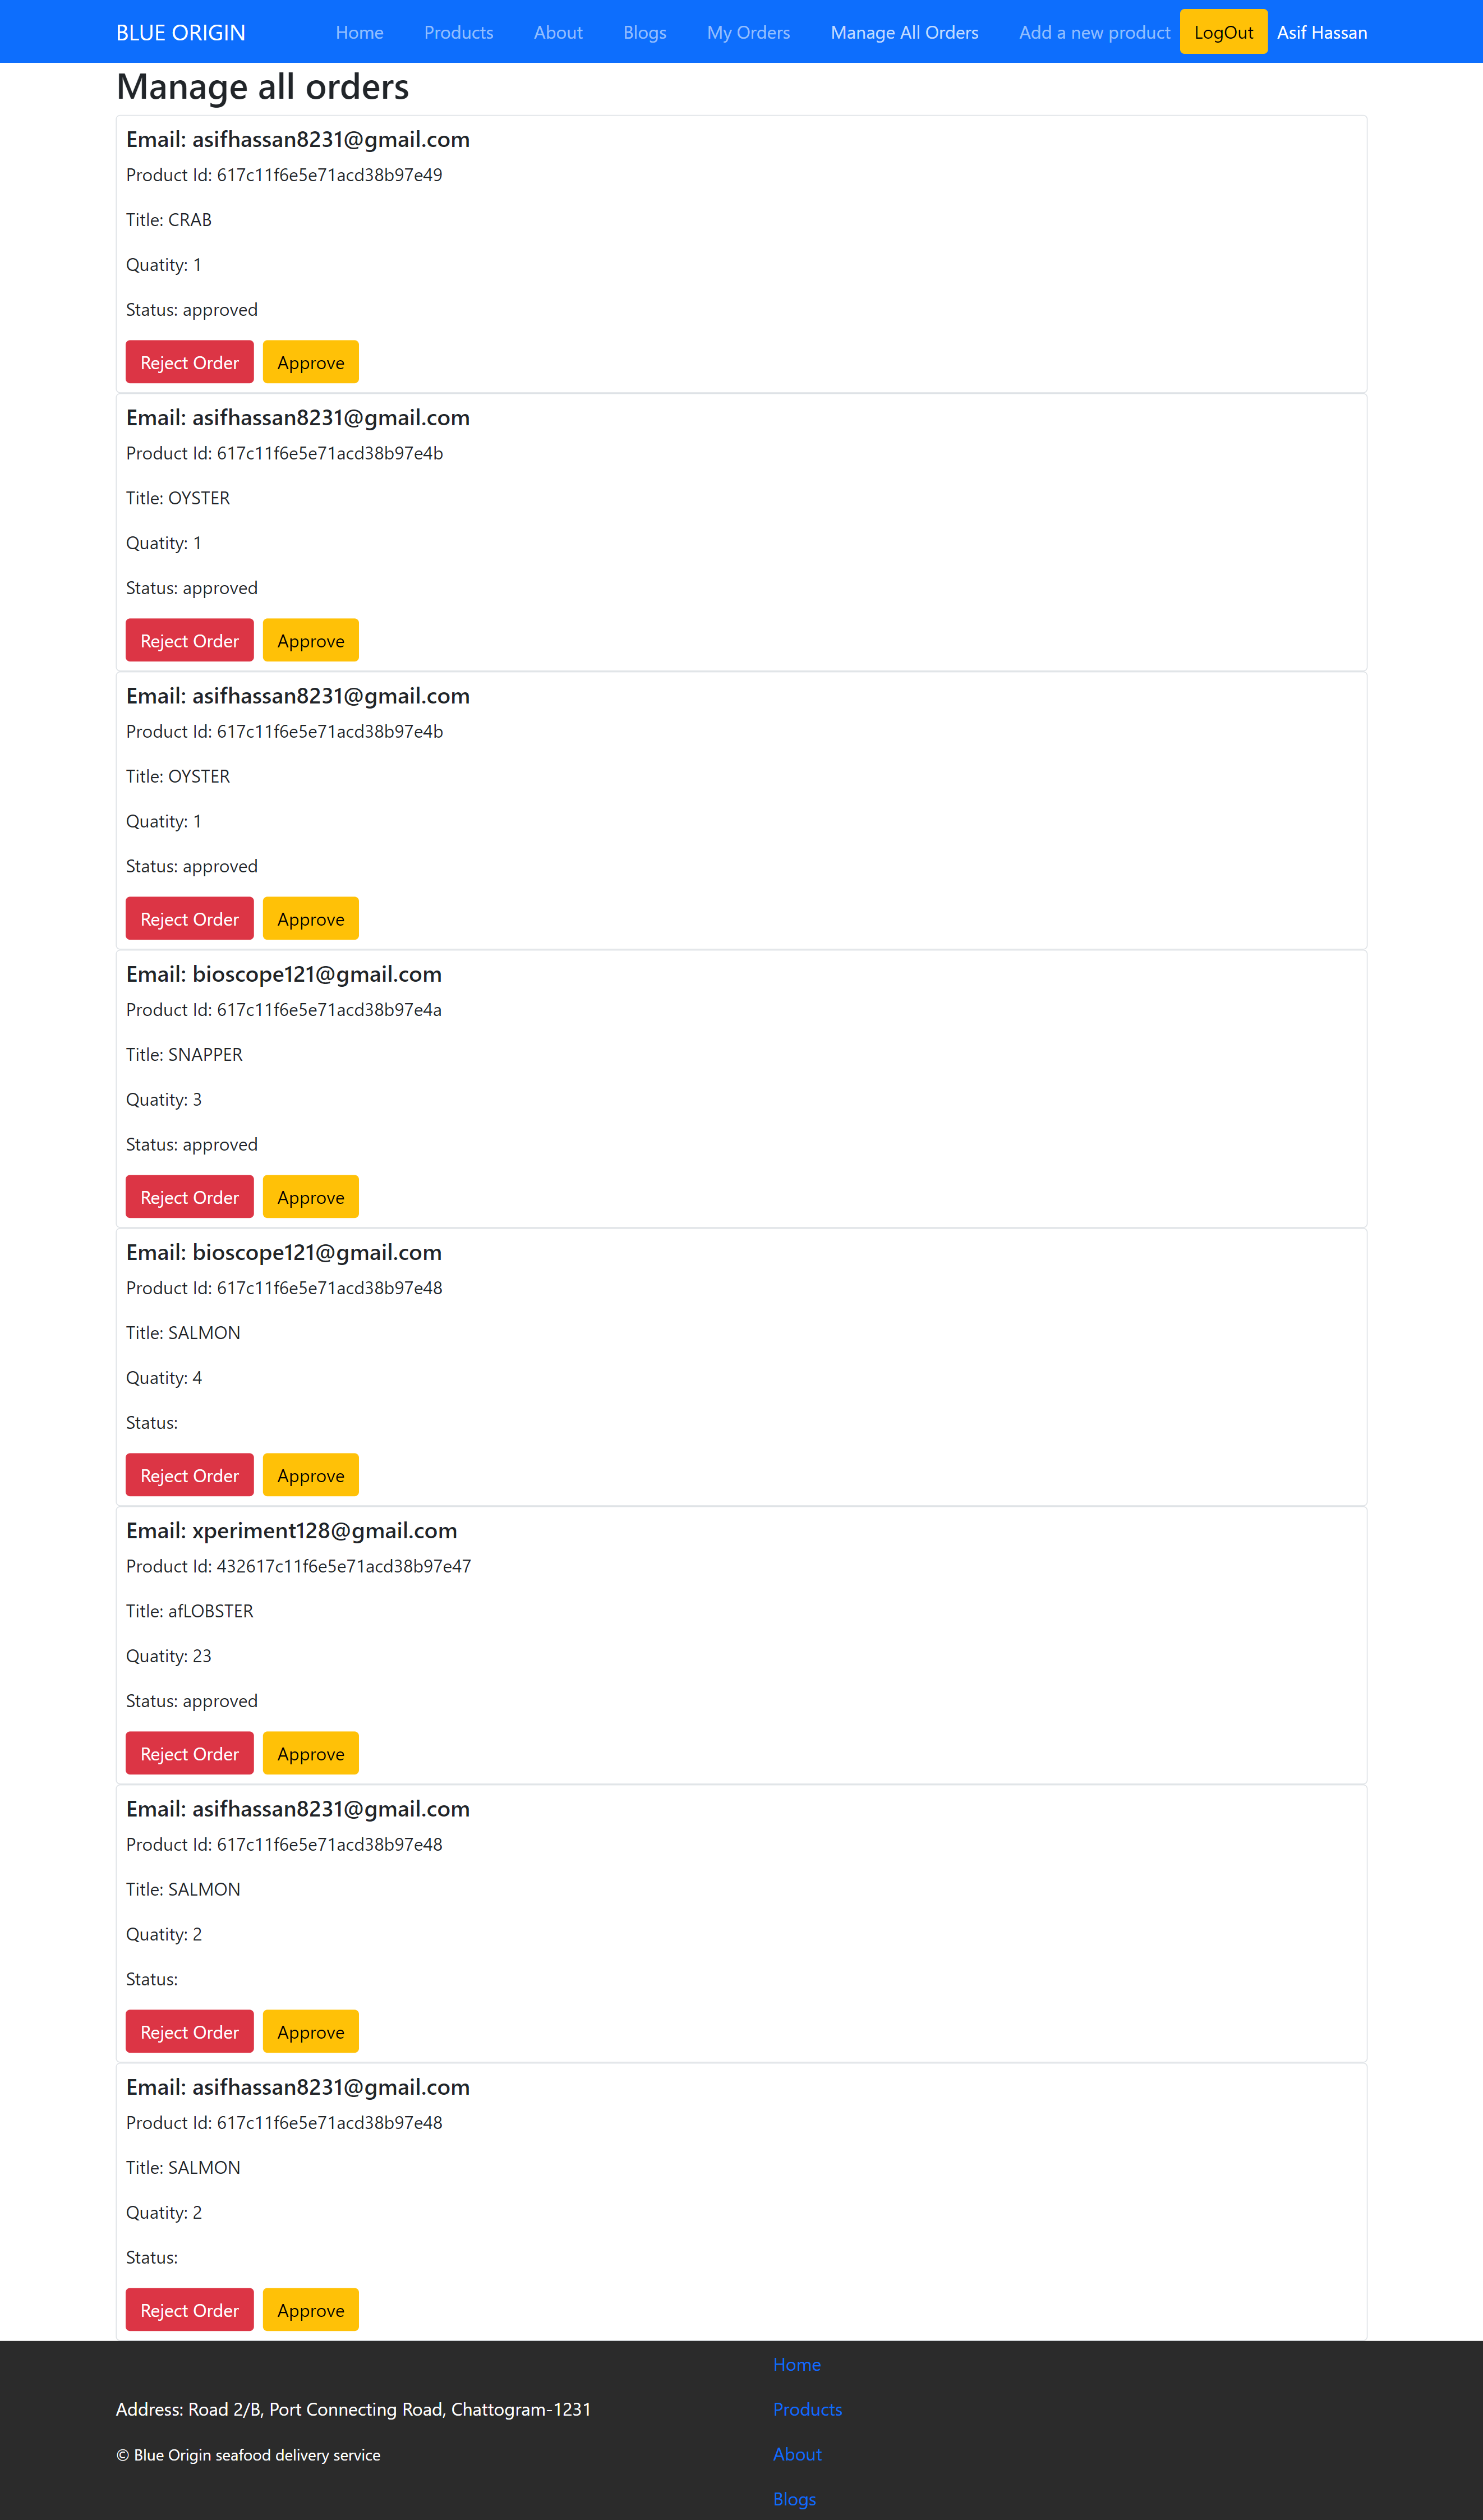 BLUE ORIGIN Home Products About Blogs My Orders Manage All Orders Add a new product LogOut Asif Hassan
Manage all orders
Email: asifhassan8231@gmail.com
Product Id: 617c11f6e5e71acd38b97e49
Title: CRAB
Quatity: 1
Status: approved
Reject Order Approve
Email: asifhassan8231@gmail.com
Product Id: 617c11f6e5e71acd38b97e4b
Title: OYSTER
Quatity: 1
Status: approved
Reject Order Approve
Email: asifhassan8231@gmail.com
Product Id: 617c11f6e5e71acd38b97e4b
Title: OYSTER
Quatity: 1
Status: approved
Reject Order Approve
Email: bioscope121@gmail.com
Product Id: 617c11f6e5e71acd38b97e4a
Title: SNAPPER
Quatity: 3
Status: approved
Reject Order Approve
Email: bioscope121@gmail.com
Product Id: 617c11f6e5e71acd38b97e48
Title: SALMON
Quatity: 4
Status:
Reject Order Approve
Email: xperiment128@gmail.com
Product Id: 432617c11f6e5e71acd38b97e47
Title: afLOBSTER
Quatity: 23
Status: approved
Reject Order Approve
Email: asifhassan8231@gmail.com
Product Id: 617c11f6e5e71acd38b97e48
Title: SALMON
Quatity: 2
Status:
Reject Order Approve
Email: asifhassan8231@gmail.com
Product Id: 617c11f6e5e71acd38b97e48
Title: SALMON
Quatity: 2
Status:
Reject Order Approve
Address: Road 2/B, Port Connecting Road, Chattogram-1231
© Blue Origin seafood delivery service
Home
Products
About
Blogs